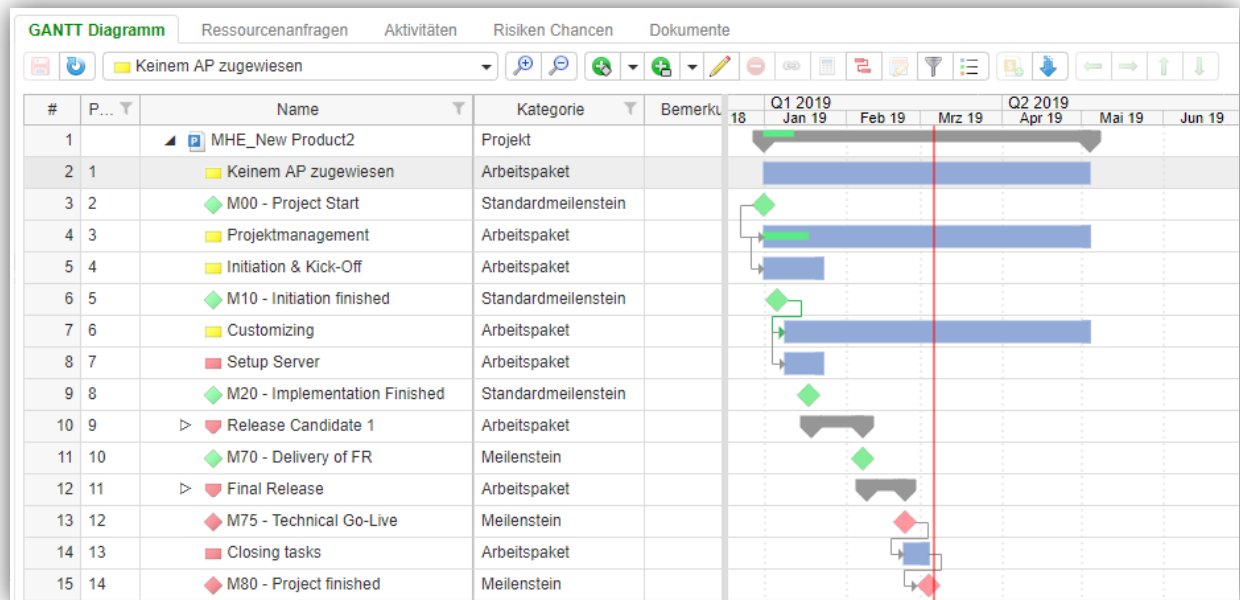 GANTT Diagramm Ressourcenanfragen Aktivitäten Risiken Chancen Dokumente
Keinem AP zugewiesen
# P... Name Kategorie Bemerku
Q1 2019 Q2 2019
18 Jan 19 Feb 19 Mrz 19 Apr 19 Mai 19 Jun 19
1 MHE_New Product2 Projekt
2 1 Keinem AP zugewiesen Arbeitspaket
3 2 M00 - Project Start Standardmeilenstein
4 3 Projektmanagement Arbeitspaket
5 4 Initiation & Kick-Off Arbeitspaket
6 5 M10 - Initiation finished Standardmeilenstein
7 6 Customizing Arbeitspaket
8 7 Setup Server Arbeitspaket
9 8 M20 - Implementation Finished Standardmeilenstein
10 9 Release Candidate 1 Arbeitspaket
11 10 M70 - Delivery of FR Meilenstein
12 11 Final Release Arbeitspaket
13 12 M75 - Technical Go-Live Meilenstein
14 13 Closing tasks Arbeitspaket
15 14 M80 - Project finished Meilenstein